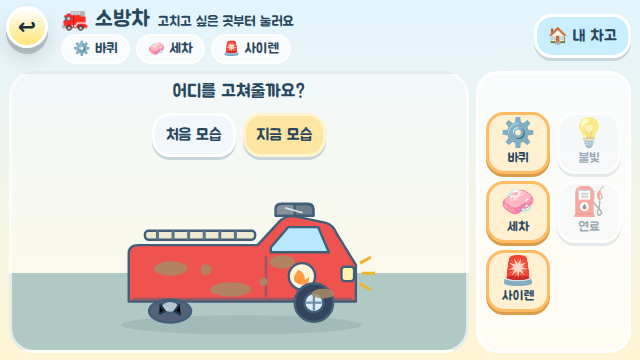 소방차 고치고 싶은 곳부터 눌러요
바퀴 세차 사이렌
내 차고
어디를 고쳐줄까요?
처음 모습 지금 모습
바퀴 불빛
세차 연료
사이렌